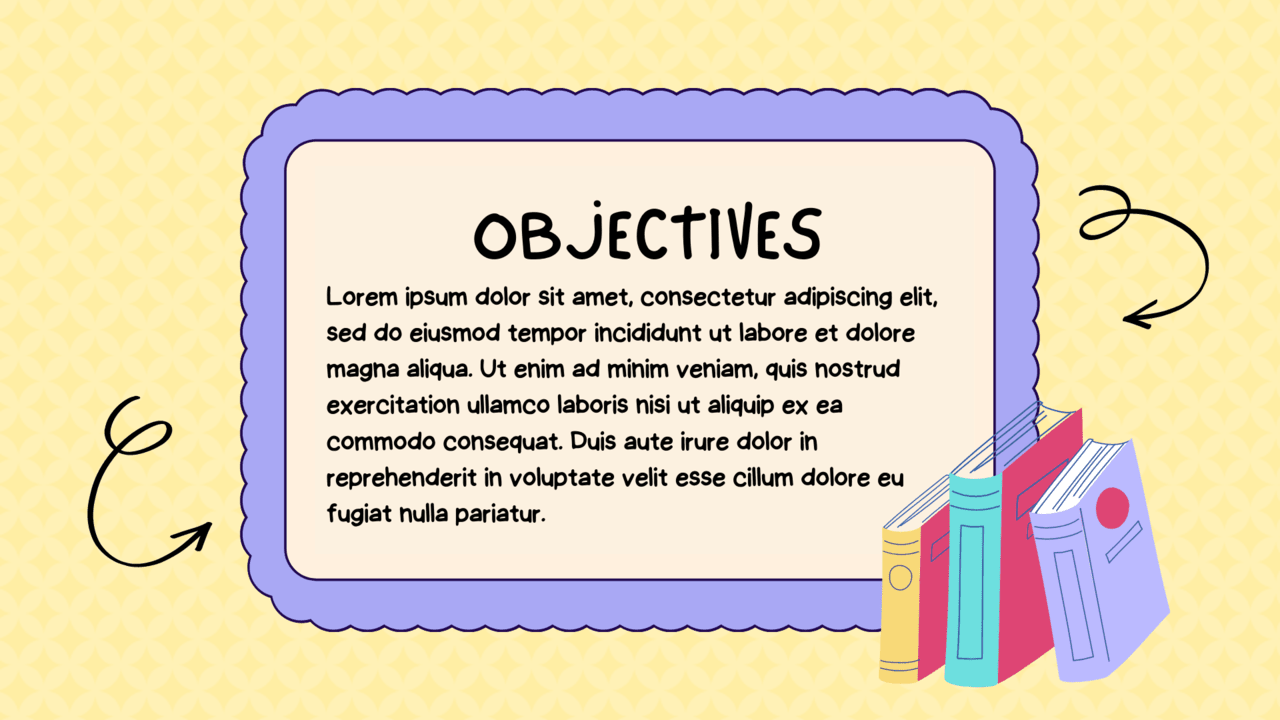 OBJECTIVES
Lorem ipsum dolor sit amet, consectetur adipiscing elit,
sed do eiusmod tempor incididunt ut labore et dolore
magna aliqua. Ut enim ad minim veniam, quis nostrud
exercitation ullamco laboris nisi ut aliquip ex ea
commodo consequat. Duis aute irure dolor in
reprehenderit in voluptate velit esse cillum dolore eu
fugiat nulla pariatur.